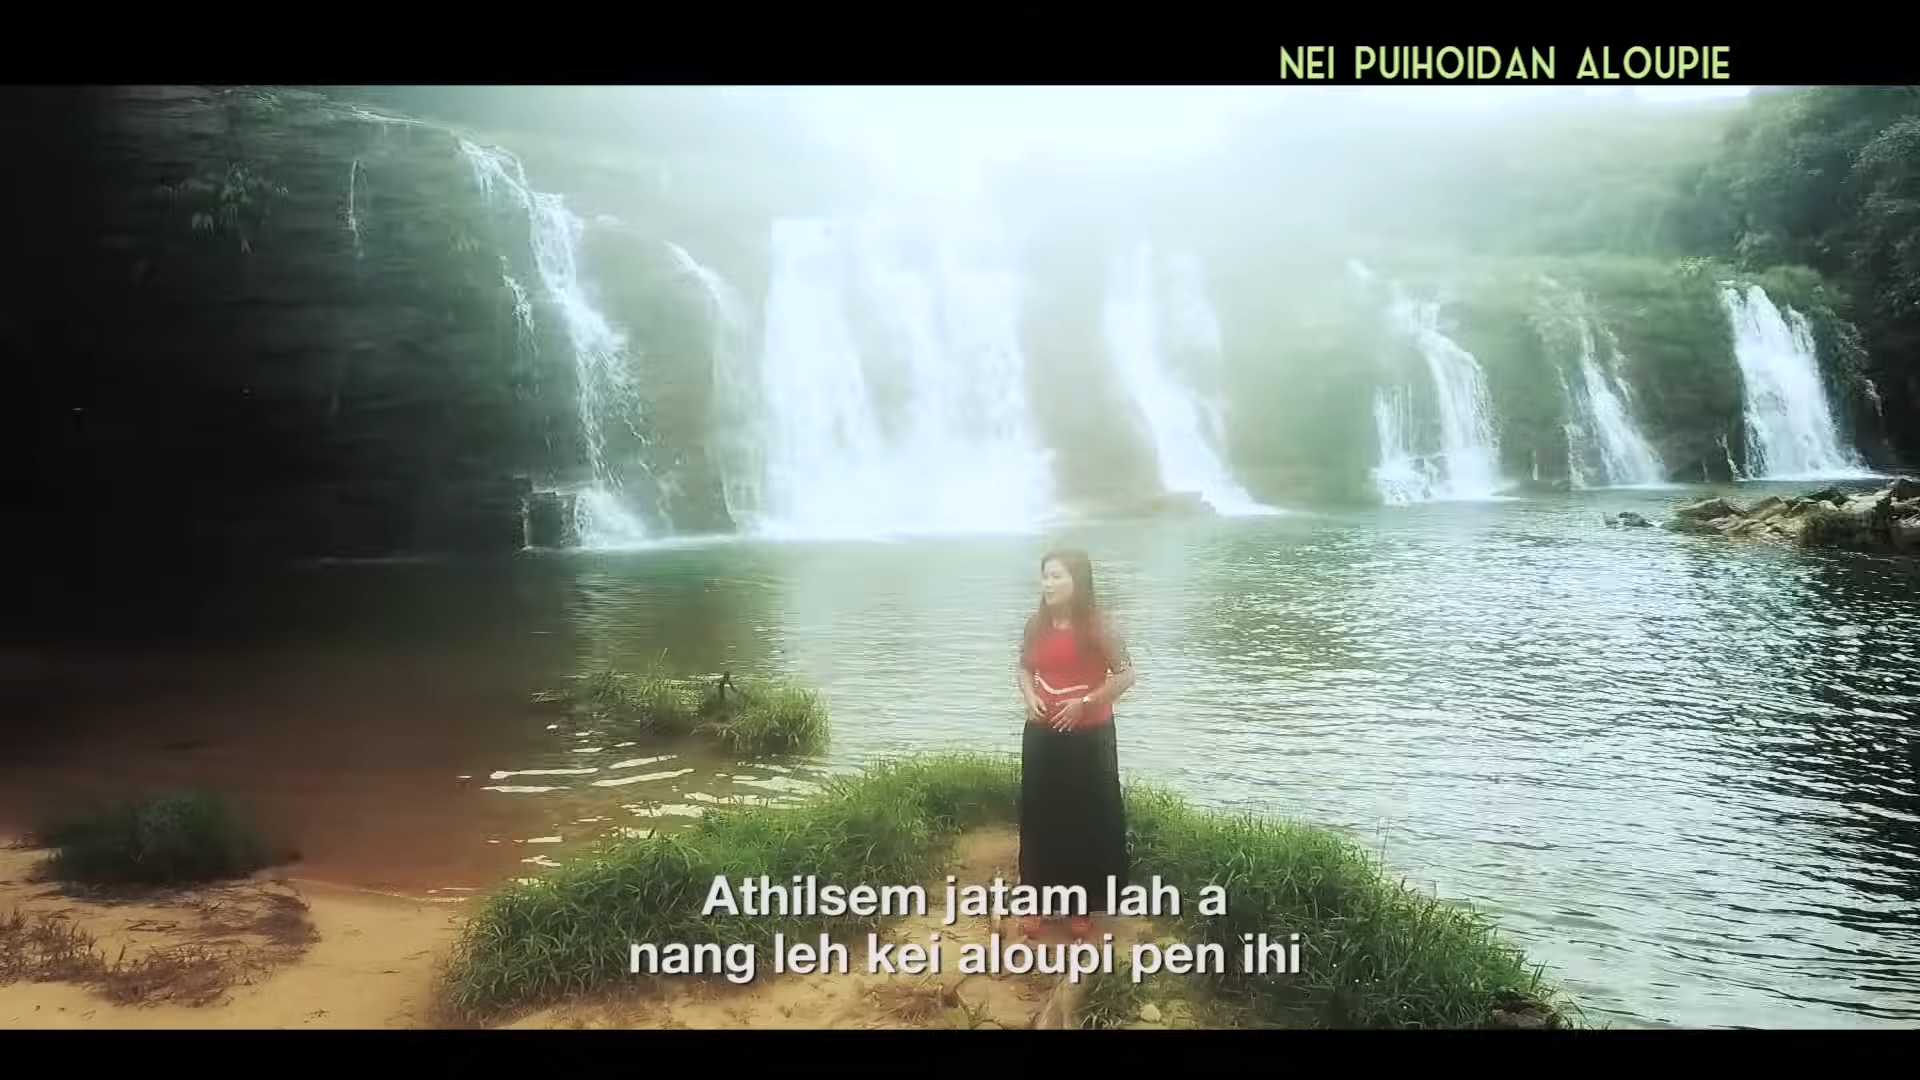 NEI PUIHOIDAN ALOUPIE
Athilsem jatam lah a
nang leh kei aloupi pen ihi